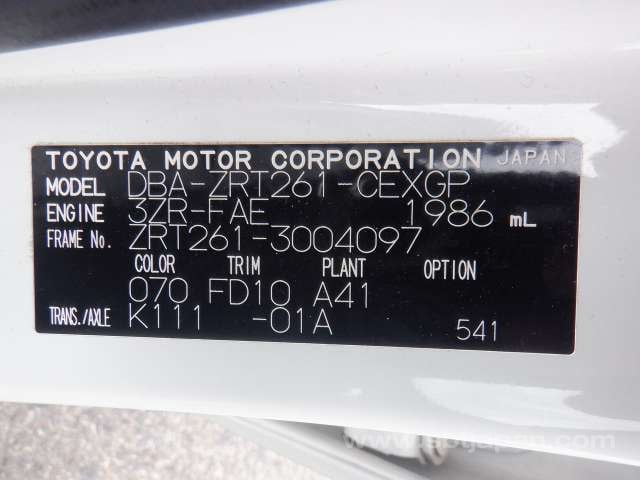 TOYOTA MOTOR CORPORATION JAPAN
MODEL DBA-ZRT261-CEXGP
ENGINE 3ZR-FAE 1986 mL
FRAME No. ZRT261-3004097
COLOR TRIM PLANT OPTION
070 FD10 A41
TRANS./AXLE K111 -01A 541